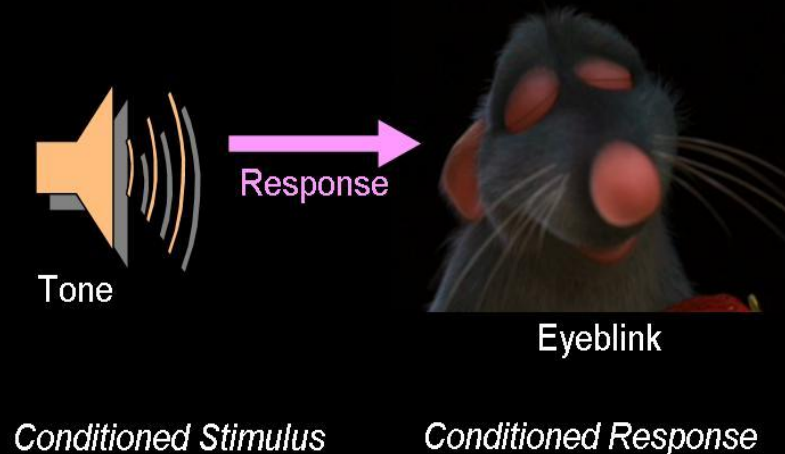 Response
Tone
Eyeblink
Conditioned Stimulus
Conditioned Response